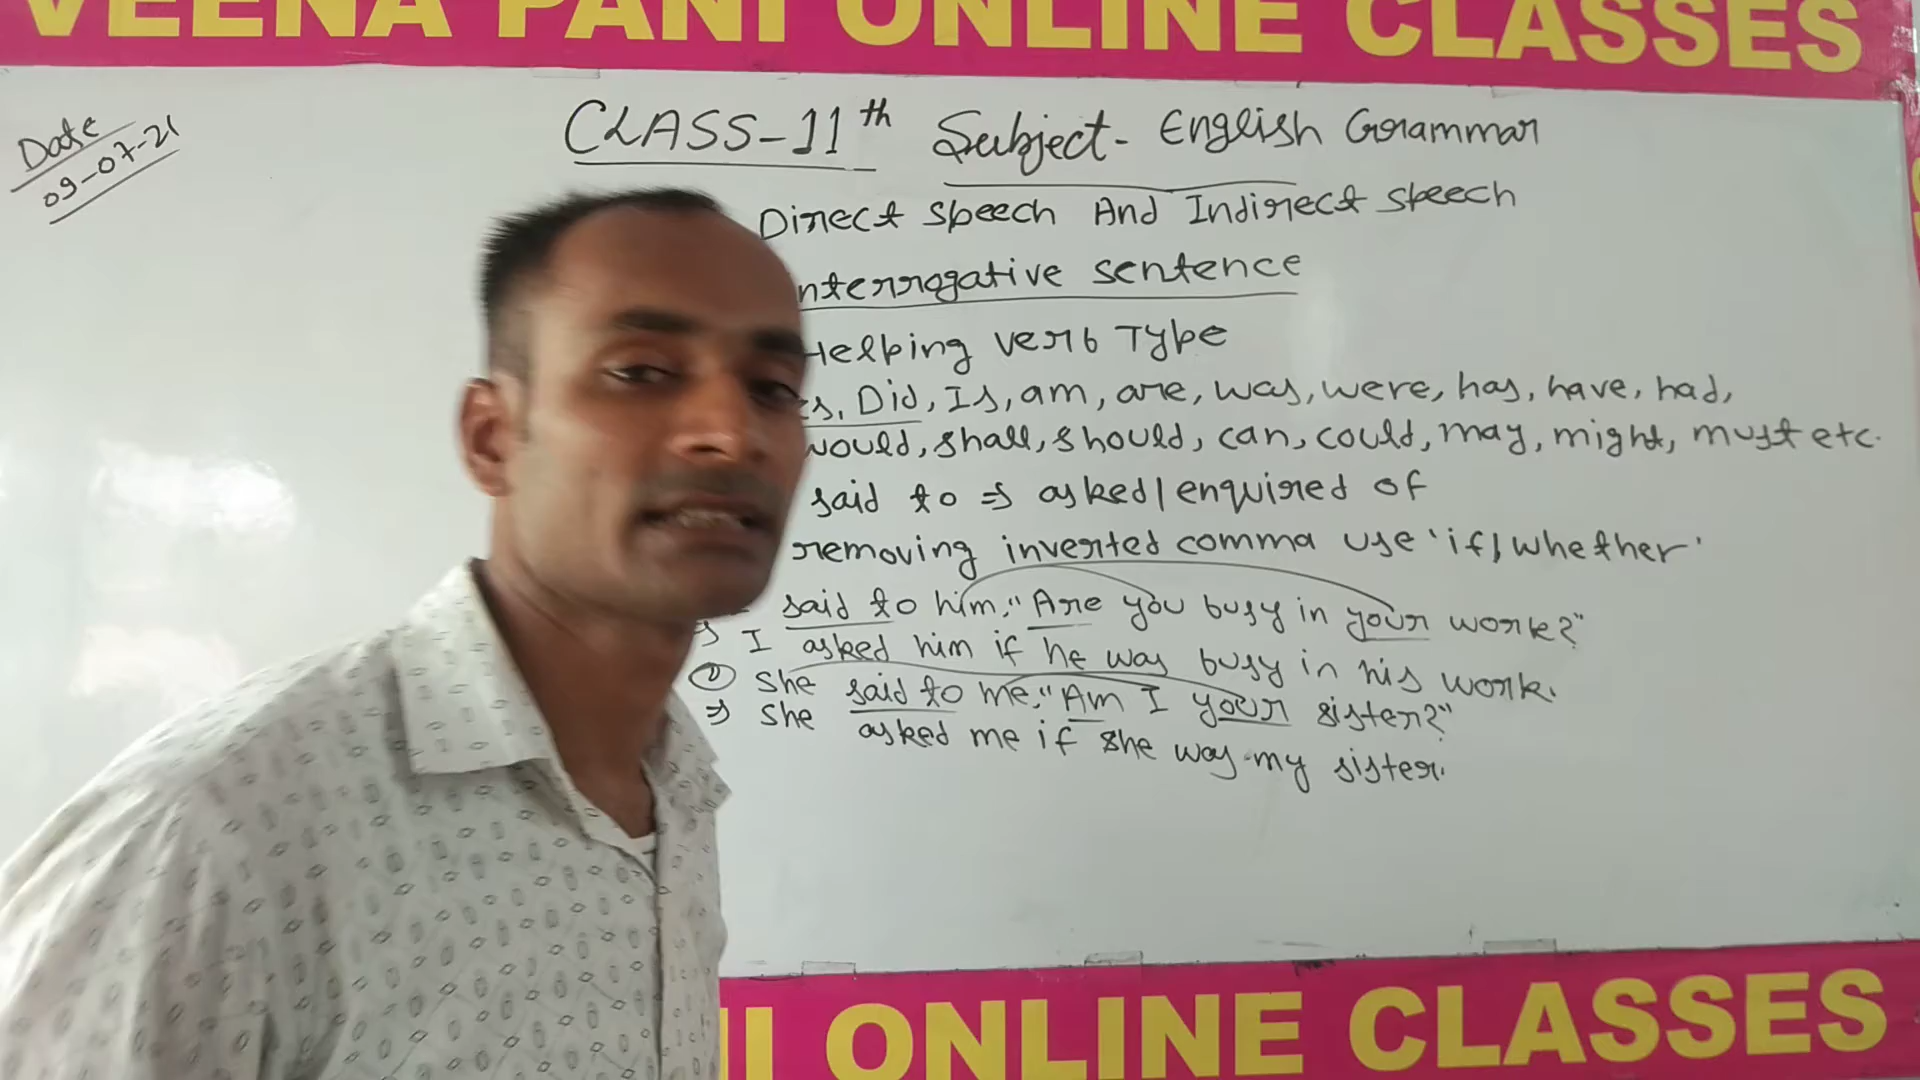 VEENA PANI ONLINE CLASSES
Date
09-07-21
CLASS-11th Subject- English Grammar
Direct speech And Indirect speech
nterrogative sentence
Helping verb Type
es, Did, Is, am, are, was, were, has, have, had,
would, shall, should, can, could, may, might, must etc.
said to ⇒ asked/enquired of
removing inverted comma use 'if/whether'
said to him, "Are you busy in your work?"
⇒ I asked him if he was busy in his work.
② She said to me, "Am I your sister?"
⇒ She asked me if she was my sister.
I ONLINE CLASSES